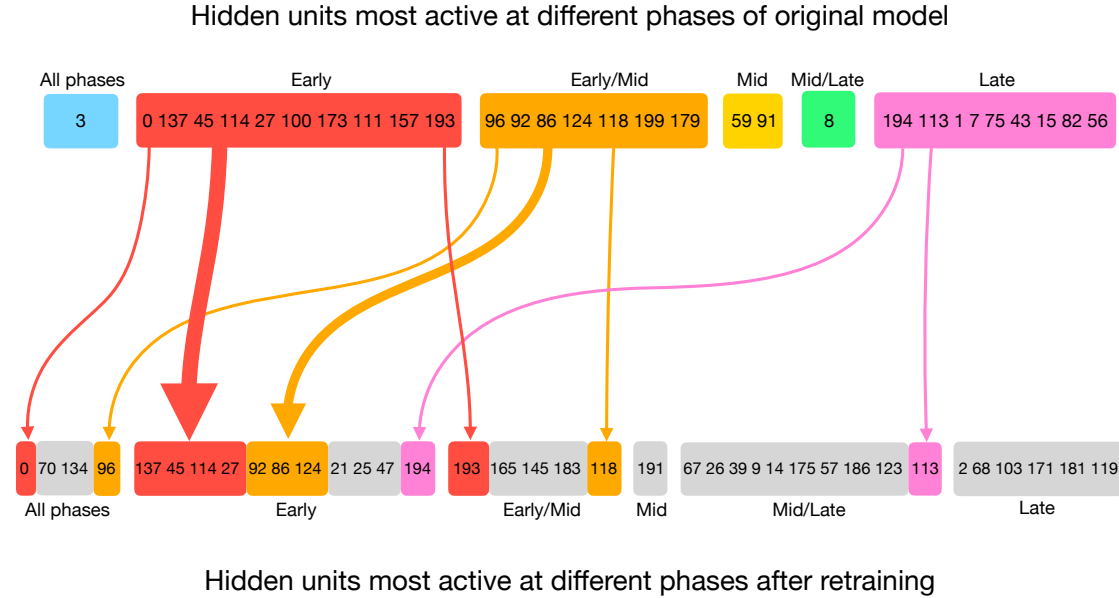 Hidden units most active at different phases of original model
All phases Early Early/Mid Mid Mid/Late Late
3 0 137 45 114 27 100 173 111 157 193 96 92 86 124 118 199 179 59 91 8 194 113 1 7 75 43 15 82 56
0 70 134 96 137 45 114 27 92 86 124 21 25 47 194 193 165 145 183 118 191 67 26 39 9 14 175 57 186 123 113 2 68 103 171 181 119
All phases Early Early/Mid Mid Mid/Late Late
Hidden units most active at different phases after retraining